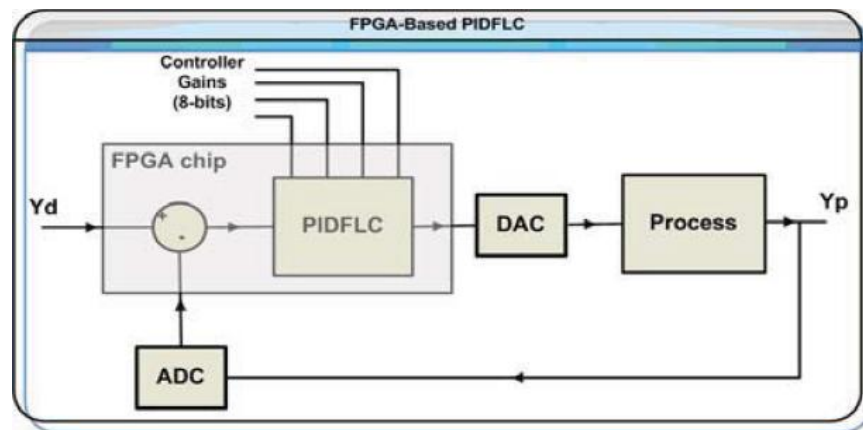 FPGA-Based PIDFLC
Controller
Gains
(8-bits)
FPGA chip
Yd
+
-
PIDFLC
DAC
Process
Yp
ADC